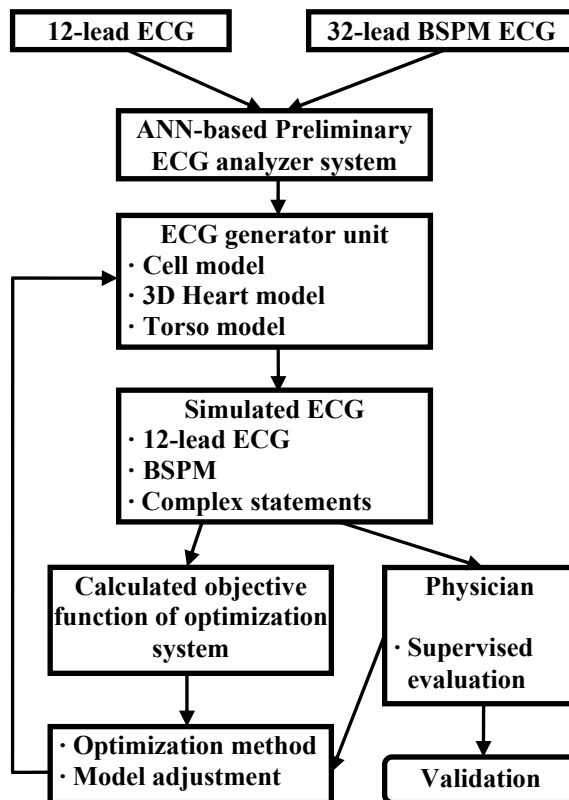 12-lead ECG
32-lead BSPM ECG
ANN-based Preliminary
ECG analyzer system
ECG generator unit
· Cell model
· 3D Heart model
· Torso model
Simulated ECG
· 12-lead ECG
· BSPM
· Complex statements
Calculated objective
function of optimization
system
Physician
· Supervised
evaluation
· Optimization method
· Model adjustment
Validation